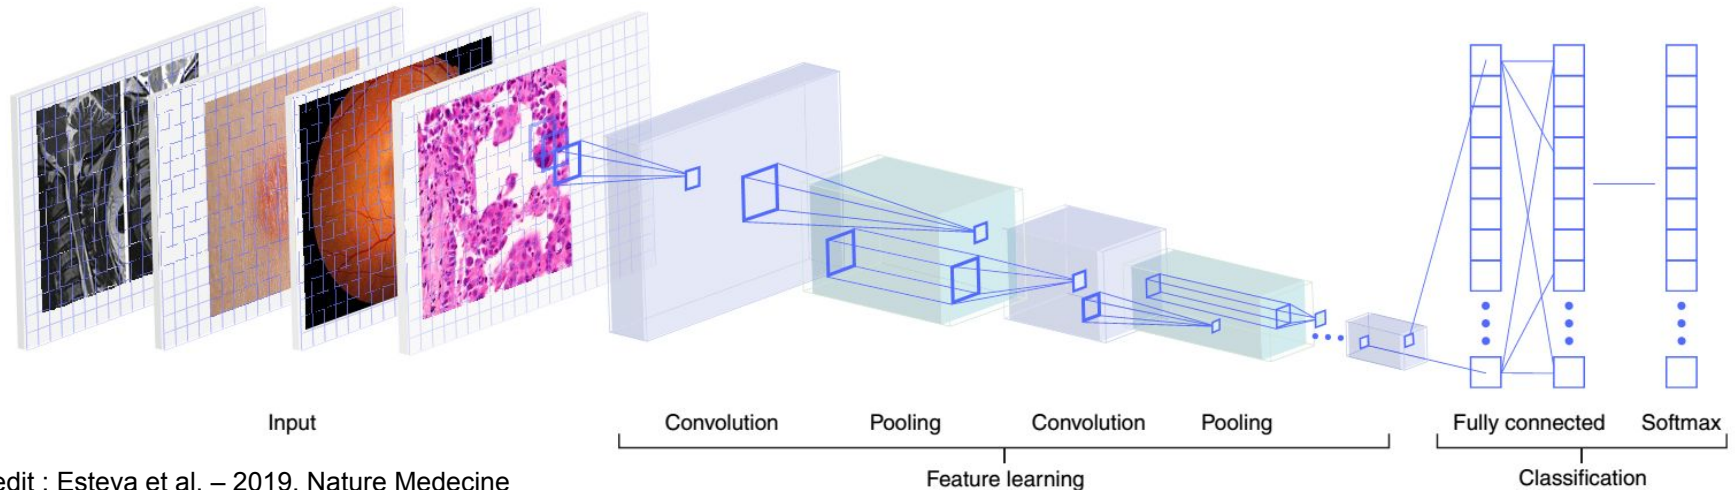 Input
Convolution
Pooling
Convolution
Pooling
Fully connected
Softmax
Feature learning
Classification
edit : Esteva et al. – 2019, Nature Medecine